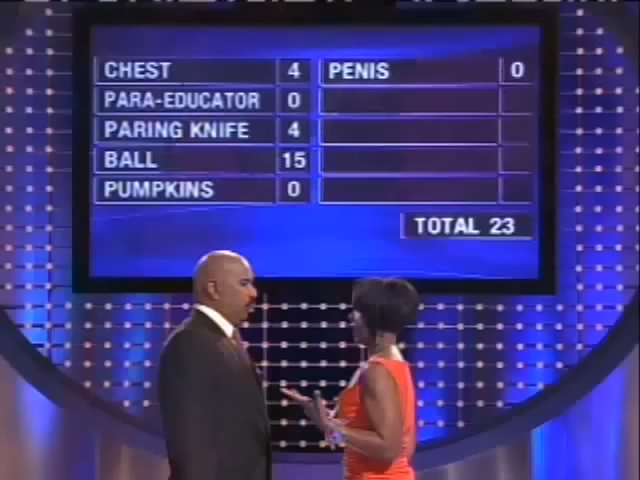 CHEST 4 PENIS 0
PARA-EDUCATOR 0
PARING KNIFE 4
BALL 15
PUMPKINS 0
TOTAL 23